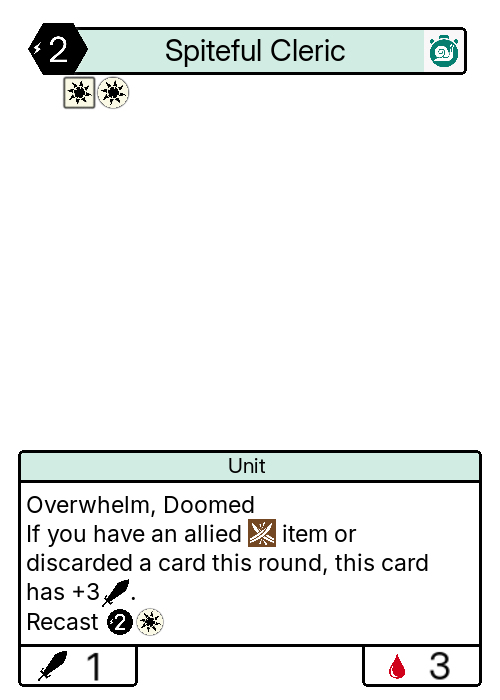 2
Spiteful Cleric
Unit
Overwhelm, Doomed
If you have an allied item or
discarded a card this round, this card
has +3.
Recast 2
1
3